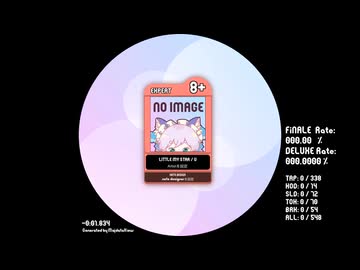 EXPERT
8+
NO IMAGE
LITTLE MY STAR / U
FiNALE Rate:
000.00 %
DELUXE Rate:
000.0000 %
TAP: 0 / 338
HOD: 0 / 14
SLD: 0 / 72
TOH: 0 / 70
BRK: 0 / 54
ALL: 0 / 548
-0:01.834
Generated by MajdataView